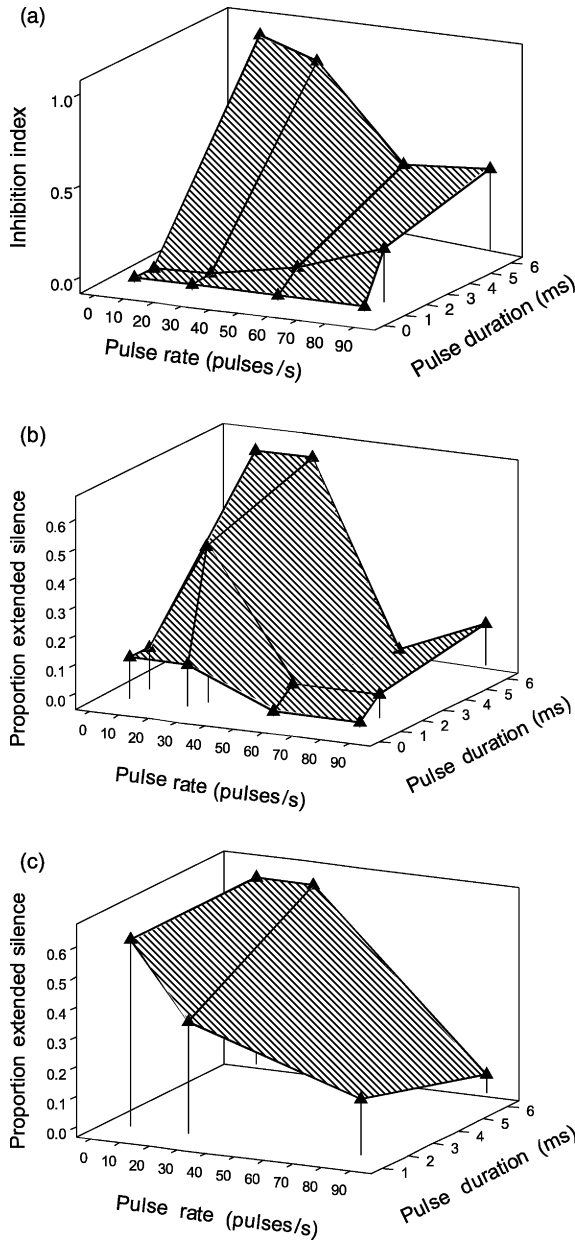 (a)
Inhibition index
1.0
0.5
0.0
0 10 20 30 40 50 60 70 80 90
Pulse rate (pulses/s)
0 1 2 3 4 5 6
Pulse duration (ms)
(b)
Proportion extended silence
0.6
0.5
0.4
0.3
0.2
0.1
0.0
0 10 20 30 40 50 60 70 80 90
Pulse rate (pulses/s)
0 1 2 3 4 5 6
Pulse duration (ms)
(c)
Proportion extended silence
0.6
0.5
0.4
0.3
0.2
0.1
0.0
0 10 20 30 40 50 60 70 80 90
Pulse rate (pulses/s)
1 2 3 4 5 6
Pulse duration (ms)